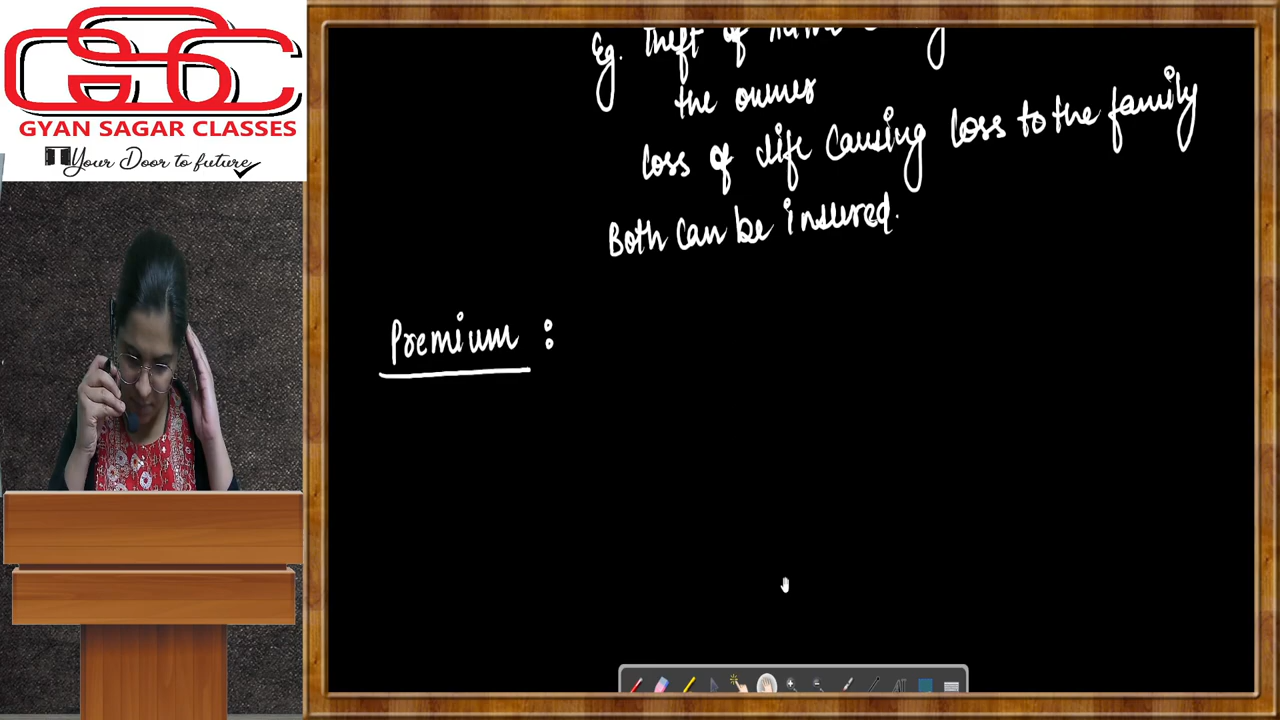 GSC
GYAN SAGAR CLASSES
Your Door to future
Eg. theft of
the owner
loss of life causing loss to the family
Both can be insured.
Premium :